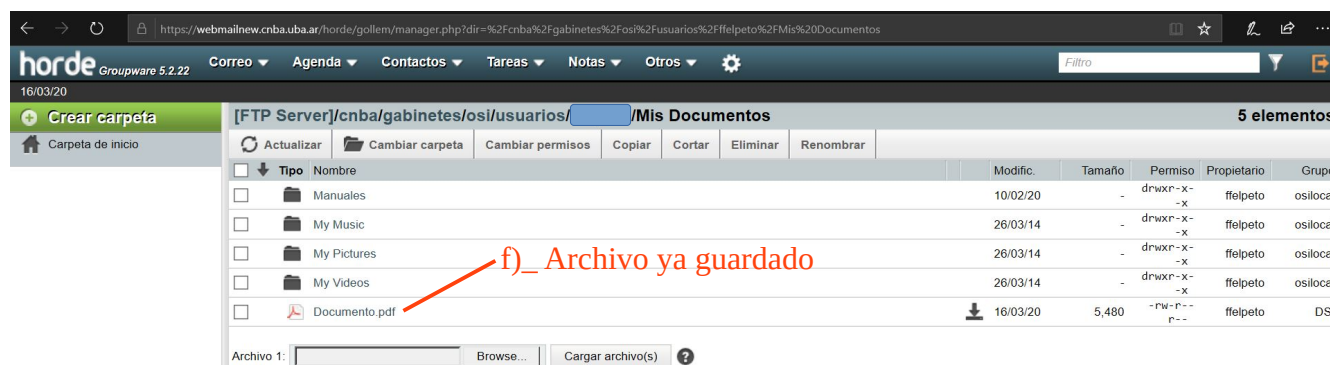 https://webmailnew.cnba.uba.ar/horde/gollem/manager.php?dir=%2Fcnba%2Fgabinetes%2Fosi%2Fusuarios%2Fffelpeto%2FMis%20Documentos
horde Groupware 5.2.22 Correo Agenda Contactos Tareas Notas Otros Filtro
16/03/20
Crear carpeta
Carpeta de inicio
[FTP Server]/cnba/gabinetes/osi/usuarios/ /Mis Documentos 5 elementos
Actualizar Cambiar carpeta Cambiar permisos Copiar Cortar Eliminar Renombrar
Tipo Nombre Modific. Tamaño Permiso Propietario Grupo
Manuales 10/02/20 - drwxr-x--x ffelpeto osiloca
My Music 26/03/14 - drwxr-x--x ffelpeto osiloca
My Pictures 26/03/14 - drwxr-x--x ffelpeto osiloca
My Videos 26/03/14 - drwxr-x--x ffelpeto osiloca
Documento.pdf 16/03/20 5,480 -rw-r--r-- ffelpeto DS
f)_ Archivo ya guardado
Archivo 1: Browse... Cargar archivo(s) ?